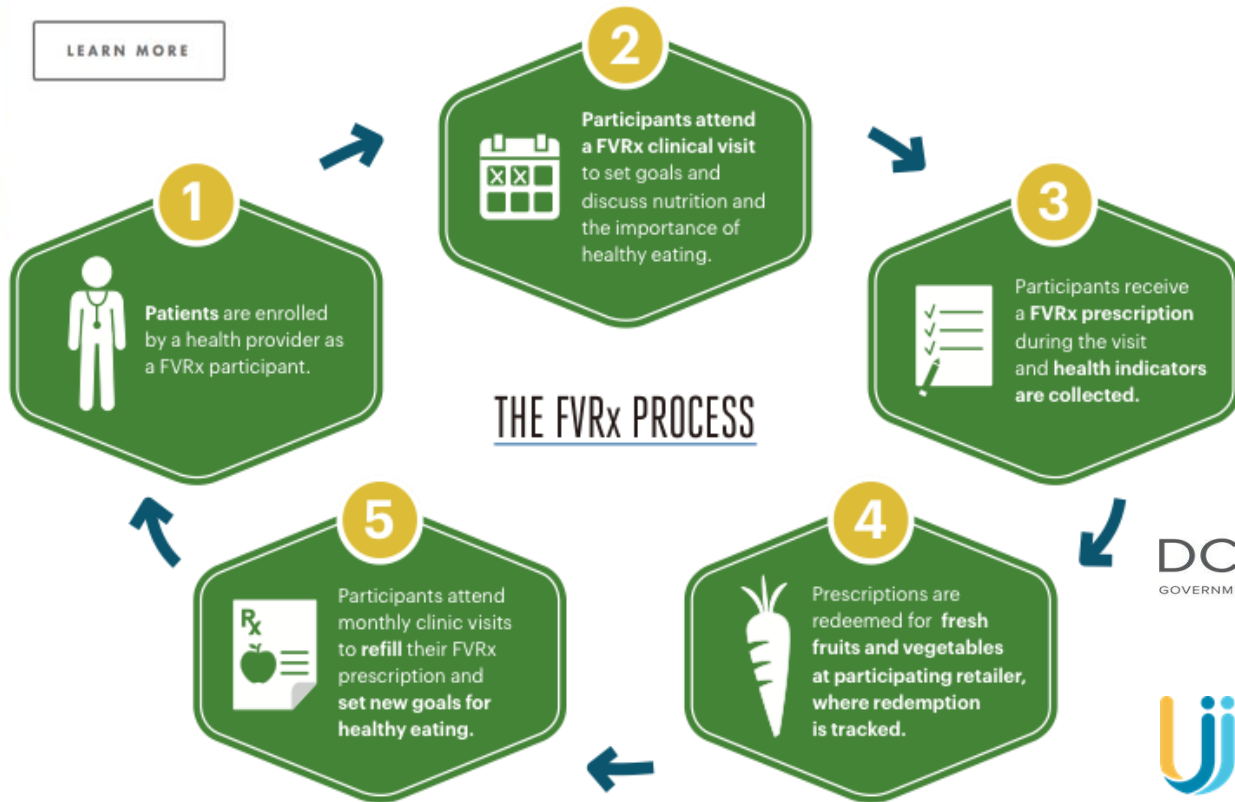 LEARN MORE
1
Patients are enrolled
by a health provider as
a FVRx participant.
2
Participants attend
a FVRx clinical visit
to set goals and
discuss nutrition and
the importance of
healthy eating.
3
Participants receive
a FVRx prescription
during the visit
and health indicators
are collected.
THE FVRx PROCESS
4
Prescriptions are
redeemed for fresh
fruits and vegetables
at participating retailer,
where redemption
is tracked.
5
Rx
Participants attend
monthly clinic visits
to refill their FVRx
prescription and
set new goals for
healthy eating.
DC
GOVERNM